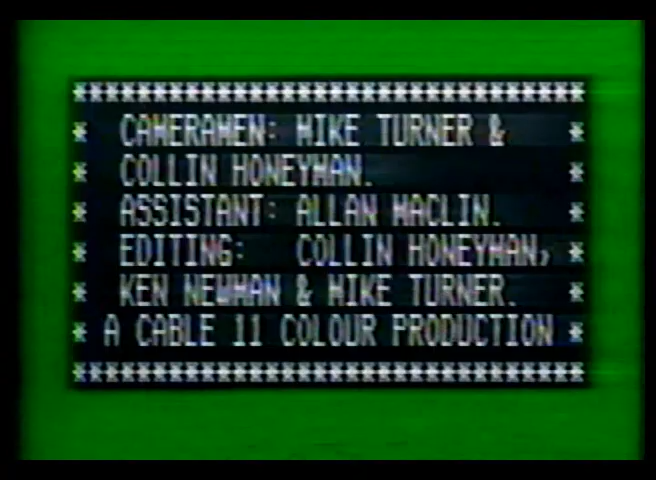 ********************************
* CAMERAMEN: MIKE TURNER & *
* COLLIN HONEYMAN. *
* ASSISTANT: ALLAN MACLIN. *
* EDITING: COLLIN HONEYMAN, *
* KEN NEWMAN & MIKE TURNER. *
* A CABLE 11 COLOUR PRODUCTION *
********************************